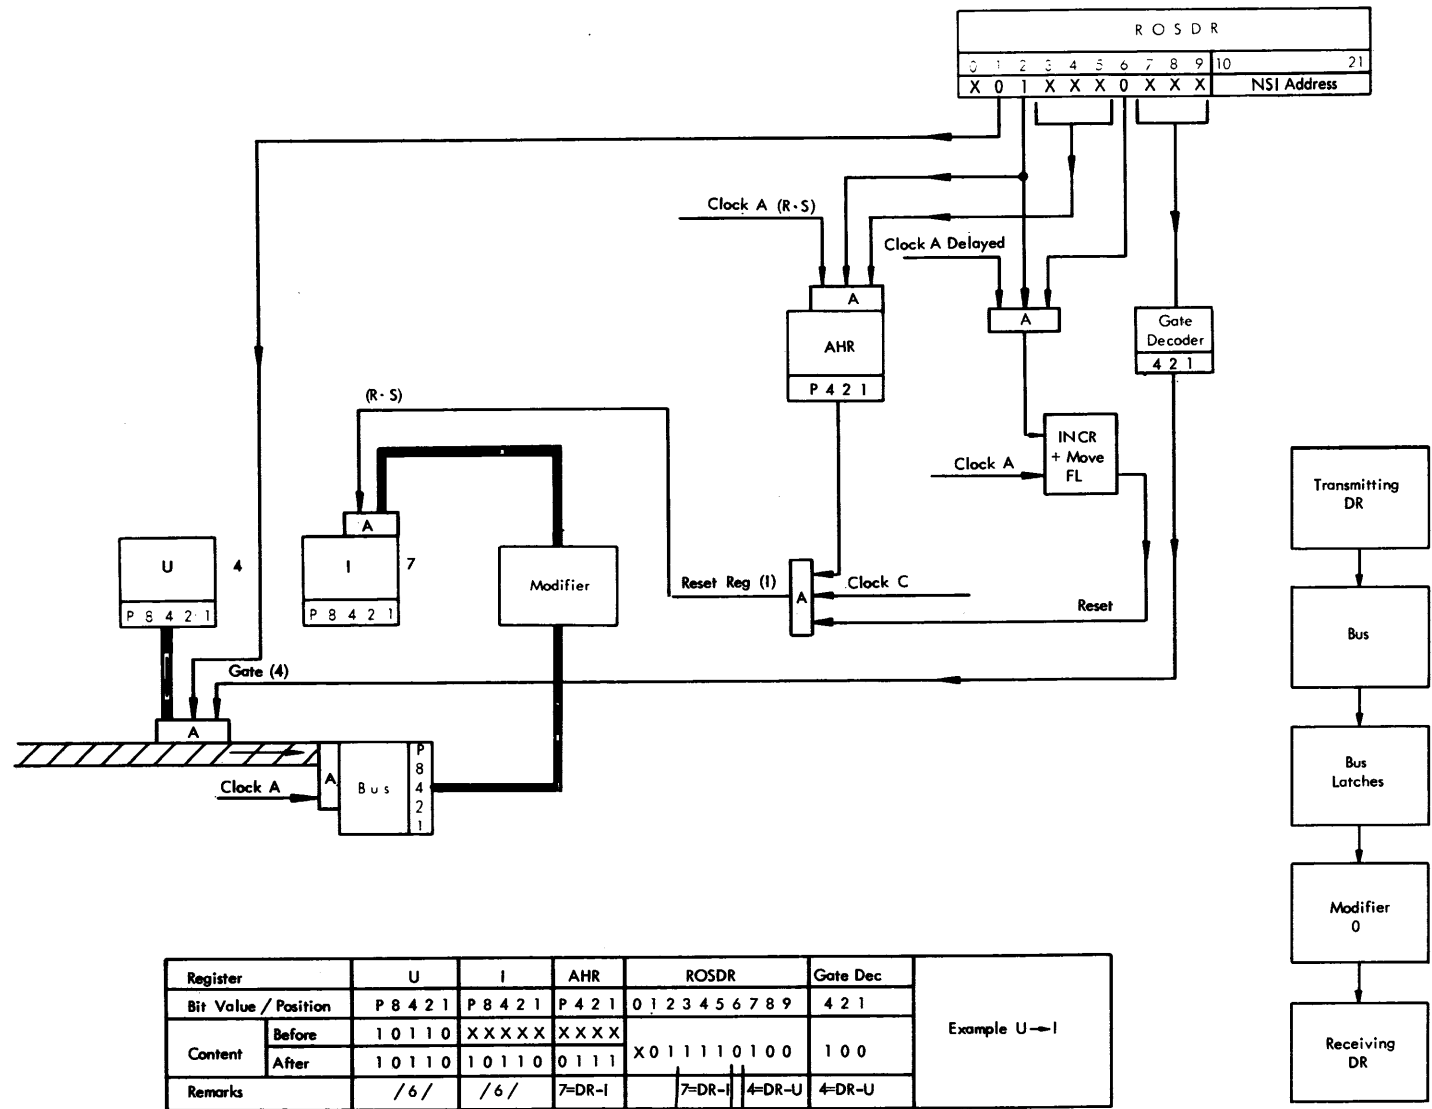 R O S D R
0 1 2 3 4 5 6 7 8 9 10 21
X 0 1 X X X 0 X X X NSI Address
Clock A (R·S)
Clock A Delayed
A
A
AHR
P 4 2 1
Gate
Decoder
4 2 1
(R·S)
INCR
+ Move
FL
Clock A
A
U
4
P 8 4 2 1
I
7
P 8 4 2 1
Modifier
Reset Reg (I)
A
Clock C
Reset
Gate (4)
A
Clock A
A
Bus
P
8
4
2
1
Transmitting
DR
Bus
Bus
Latches
Modifier
0
Receiving
DR
Register U I AHR ROSDR Gate Dec
Bit Value / Position P 8 4 2 1 P 8 4 2 1 P 4 2 1 0 1 2 3 4 5 6 7 8 9 4 2 1
Content Before 1 0 1 1 0 X X X X X X X X X X 0 1 1 1 1 0 1 0 0 1 0 0
After 1 0 1 1 0 1 0 1 1 0 0 1 1 1
Remarks /6/ /6/ 7=DR-I 7=DR-I 4=DR-U 4=DR-U
Example U→I